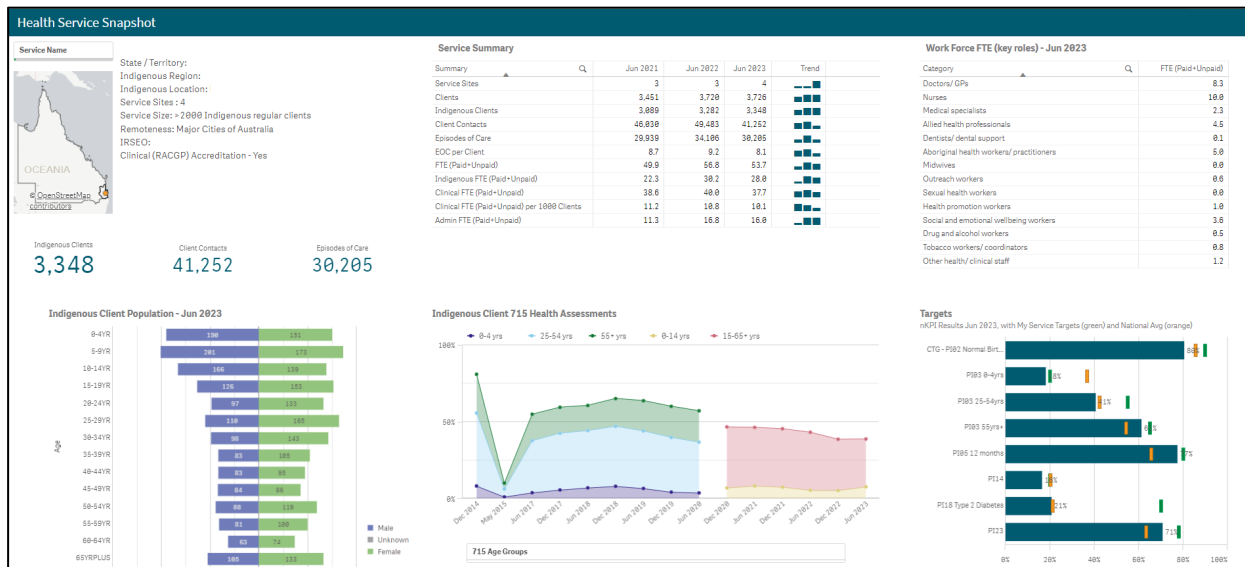 Health Service Snapshot
Service Name
OCEANIA
© OpenStreetMap
contributors
State / Territory:
Indigenous Region:
Indigenous Location:
Service Sites : 4
Service Size: >2000 Indigenous regular clients
Remoteness: Major Cities of Australia
IRSEO:
Clinical (RACGP) Accreditation - Yes
Indigenous Clients
3,348
Client Contacts
41,252
Episodes of Care
30,205
Service Summary
Summary Jun 2021 Jun 2022 Jun 2023 Trend
Service Sites 3 3 4
Clients 3,451 3,720 3,726
Indigenous Clients 3,089 3,282 3,348
Client Contacts 46,030 49,483 41,252
Episodes of Care 29,939 34,106 30,205
EOC per Client 8.7 9.2 8.1
FTE (Paid+Unpaid) 49.9 56.8 53.7
Indigenous FTE (Paid+Unpaid) 22.3 30.2 28.0
Clinical FTE (Paid+Unpaid) 38.6 40.0 37.7
Clinical FTE (Paid+Unpaid) per 1000 Clients 11.2 10.8 10.1
Admin FTE (Paid+Unpaid) 11.3 16.8 16.0
Work Force FTE (key roles) - Jun 2023
Category FTE (Paid+Unpaid)
Doctors/ GPs 8.3
Nurses 10.0
Medical specialists 2.3
Allied health professionals 4.5
Dentists/ dental support 0.1
Aboriginal health workers/ practitioners 5.0
Midwives 0.0
Outreach workers 0.6
Sexual health workers 0.0
Health promotion workers 1.0
Social and emotional wellbeing workers 3.6
Drug and alcohol workers 0.5
Tobacco workers/ coordinators 0.8
Other health/ clinical staff 1.2
Indigenous Client Population - Jun 2023
Age
0-4YR 190 151
5-9YR 201 173
10-14YR 166 139
15-19YR 126 153
20-24YR 97 133
25-29YR 110 165
30-34YR 98 143
35-39YR 83 105
40-44YR 83
45-49YR 84
50-54YR 119
55-59YR 81 100
60-64YR 63 74
65YRPLUS 105 133
Male
Unknown
Female
Indigenous Client 715 Health Assessments
0-4 yrs 25-54 yrs 55+ yrs 0-14 yrs 15-65+ yrs
100%
50%
0%
Dec 2014 May 2015 Jun 2017 Dec 2017 Jun 2018 Dec 2018 Jun 2019 Dec 2019 Jun 2020 Dec 2020 Jun 2021 Dec 2021 Jun 2022 Dec 2022 Jun 2023
715 Age Groups
Targets
nKPI Results Jun 2023, with My Service Targets (green) and National Avg (orange)
CTG - PI02 Normal Birt...
PI03 0-4yrs
PI03 25-54yrs
PI03 55yrs+
PI05 12 months
PI14
PI18 Type 2 Diabetes 21%
PI23 71%
0% 20% 40% 60% 80% 100%